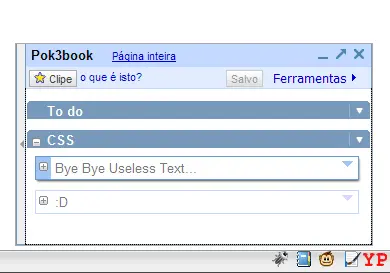 Pok3book Página inteira
Clipe o que é isto? Salvo Ferramentas
To do
CSS
Bye Bye Useless Text...
:D
YP